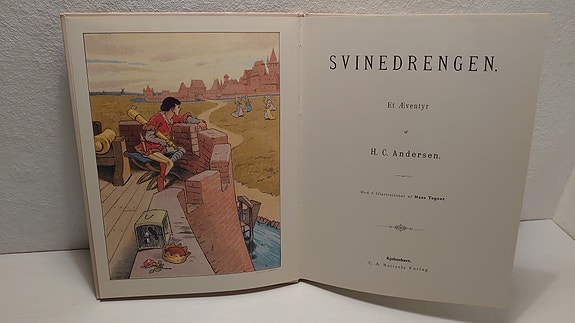 SVINEDRENGEN.
Et Æventyr
af
H. C. Andersen.
Med 5 Illustrationer af Hans Tegner.
Kjøbenhavn.
C. A. Reitzels Forlag.